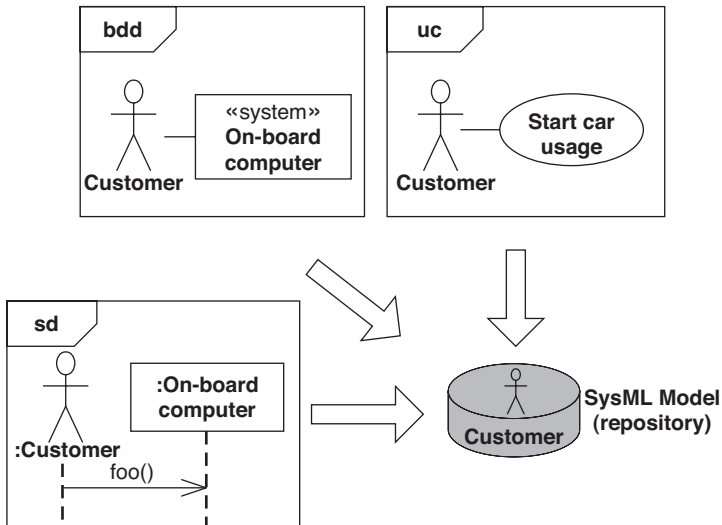 bdd
«system»
On-board
computer
Customer
uc
Start car
usage
Customer
sd
:On-board
computer
:Customer
foo()
Customer
SysML Model
(repository)